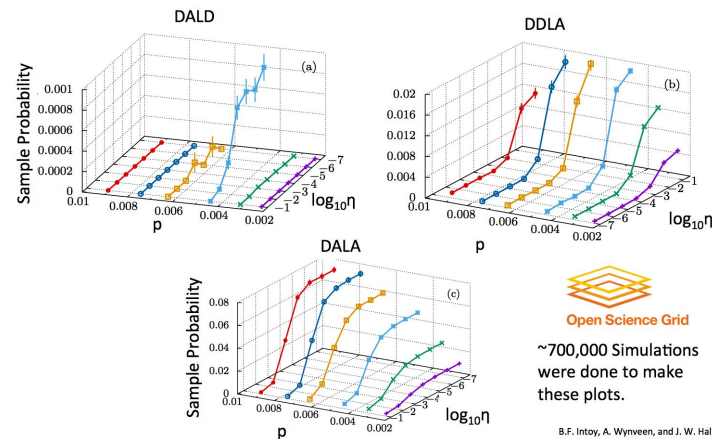 DALD
DDLA
Sample Probability
0.001
0.0008
0.0006
0.0004
0.0002
0
(a)
0.01
0.008
0.006
0.004
0.002
p
-1
-2
-3
-4
-5
-6
-7
log10η
Sample Probability
0.02
0.016
0.012
0.008
0.004
0
(b)
0.01
0.008
0.006
0.004
0.002
p
-7
-6
-5
-4
-3
-2
-1
log10η
DALA
Sample Probability
0.08
0.06
0.04
0.02
0
(c)
0.01
0.008
0.006
0.004
0.002
p
-1
-2
-3
-4
-5
-6
-7
log10η
Open Science Grid
~700,000 Simulations
were done to make
these plots.
B.F. Intoy, A. Wynveen, and J. W. Hal